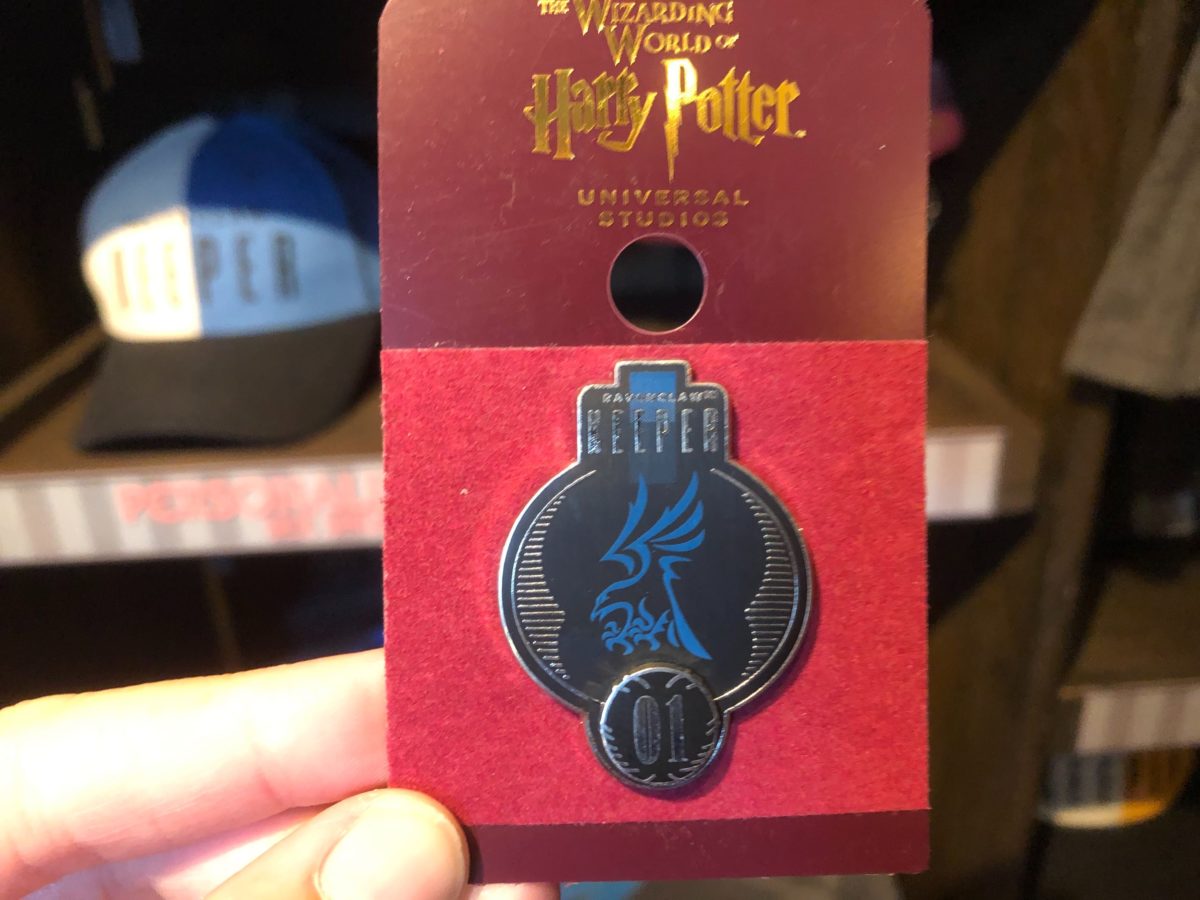 THE WIZARDING
WORLD OF
Harry Potter
UNIVERSAL
STUDIOS
RAVENCLAW
KEEPER
01
KEEPER